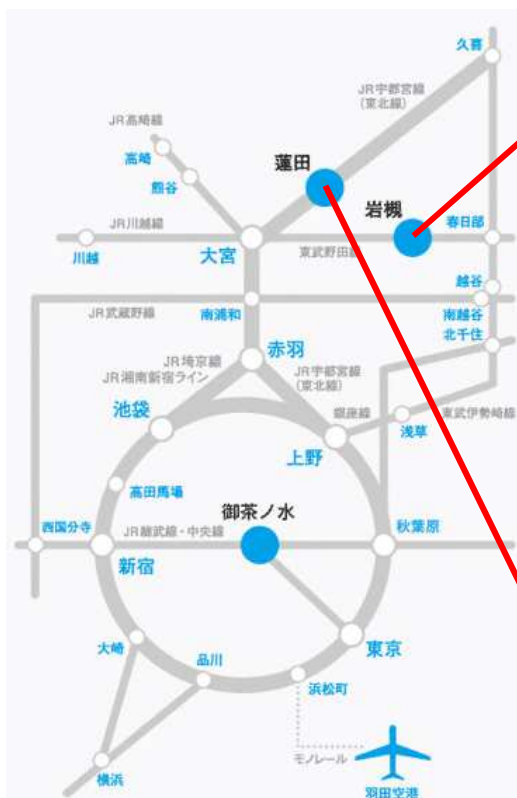 久喜
JR宇都宮線
(東北線)
JR高崎線
高崎
蓮田
熊谷
岩槻
JR川越線
春日部
川越
大宮
東武野田線
越谷
JR武蔵野線
南浦和
南越谷
北千住
赤羽
JR埼京線
JR湘南新宿ライン
JR宇都宮線
(東北線)
池袋
銀座線
東武伊勢崎線
上野
浅草
高田馬場
御茶ノ水
西国分寺
JR総武線・中央線
秋葉原
新宿
大崎
東京
品川
浜松町
モノレール
横浜
羽田空港